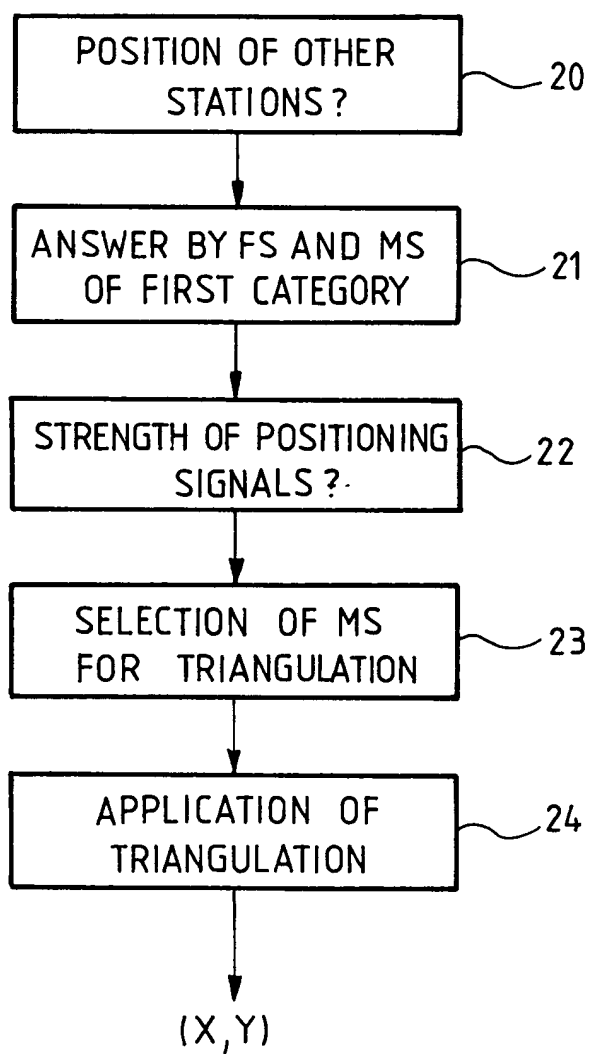 POSITION OF OTHER
STATIONS?
20
ANSWER BY FS AND MS
OF FIRST CATEGORY
21
STRENGTH OF POSITIONING
SIGNALS?
22
SELECTION OF MS
FOR TRIANGULATION
23
APPLICATION OF
TRIANGULATION
24
(X,Y)